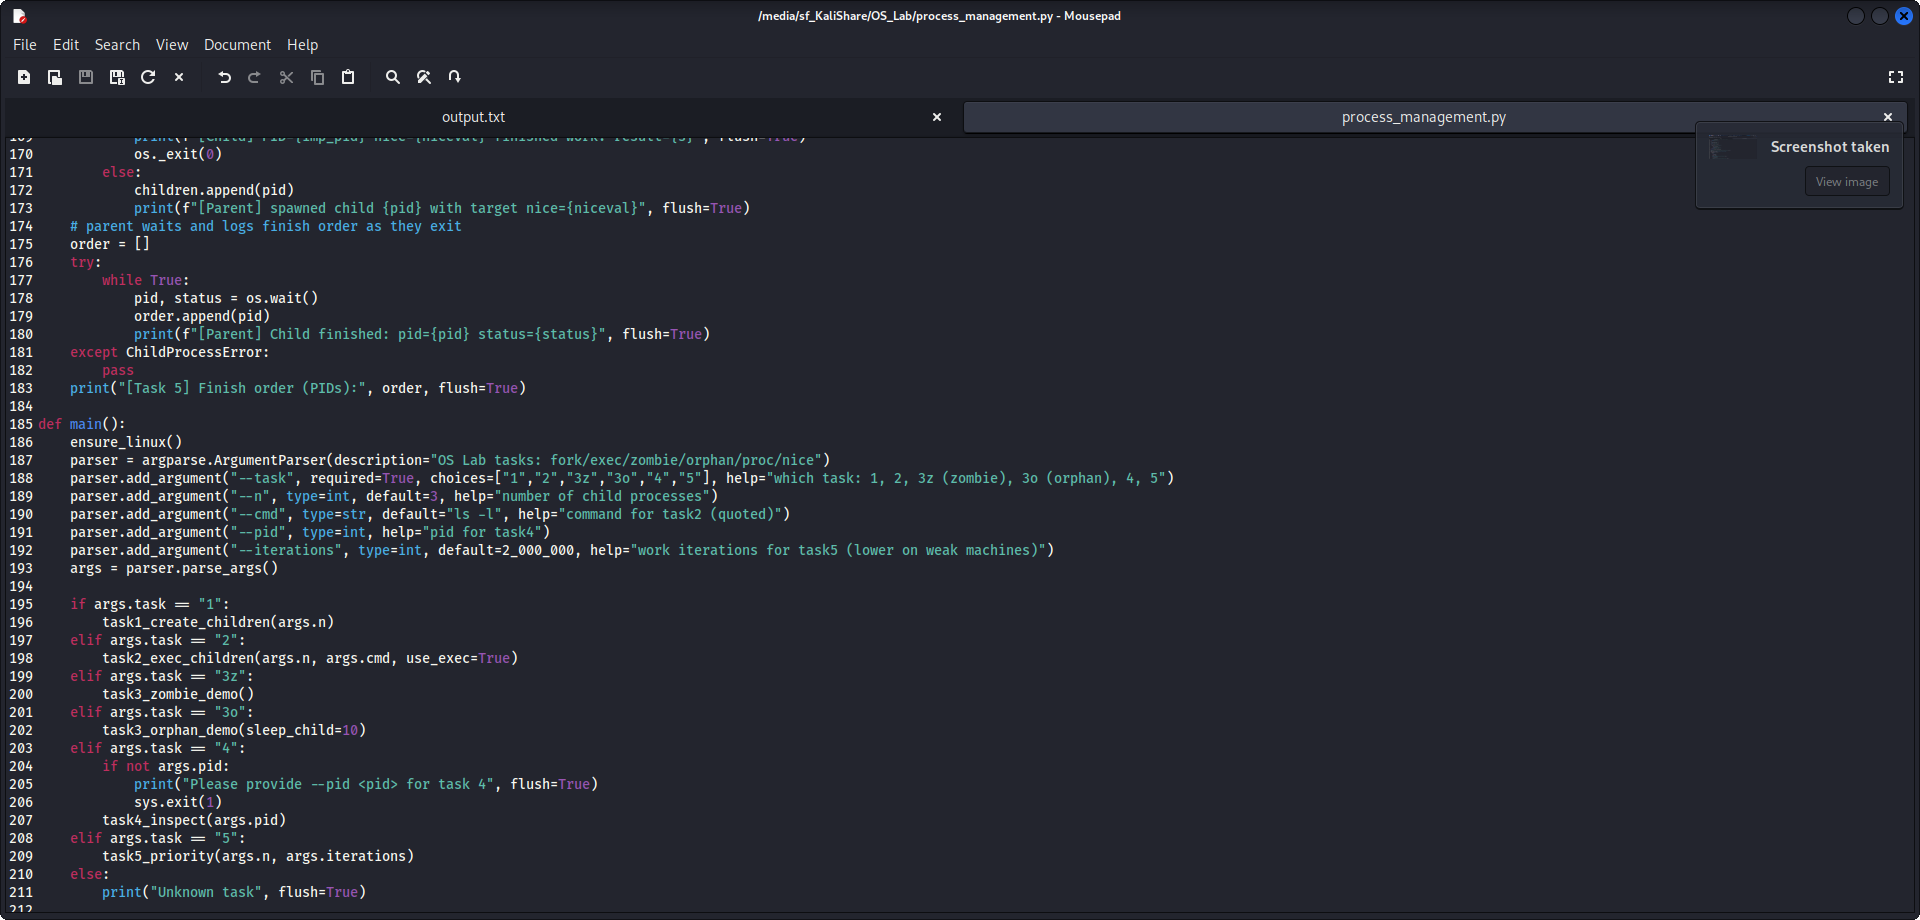 /media/sf_KaliShare/OS_Lab/process_management.py - Mousepad
File Edit Search View Document Help
output.txt
process_management.py
Screenshot taken
View image
169 print(f"[Child] PID={imp_pid} nice={niceval} finished work. result={s}", flush=True)
170 os._exit(0)
171 else:
172 children.append(pid)
173 print(f"[Parent] spawned child {pid} with target nice={niceval}", flush=True)
174 # parent waits and logs finish order as they exit
175 order = []
176 try:
177 while True:
178 pid, status = os.wait()
179 order.append(pid)
180 print(f"[Parent] Child finished: pid={pid} status={status}", flush=True)
181 except ChildProcessError:
182 pass
183 print("[Task 5] Finish order (PIDs):", order, flush=True)
184
185 def main():
186 ensure_linux()
187 parser = argparse.ArgumentParser(description="OS Lab tasks: fork/exec/zombie/orphan/proc/nice")
188 parser.add_argument("--task", required=True, choices=["1","2","3z","3o","4","5"], help="which task: 1, 2, 3z (zombie), 3o (orphan), 4, 5")
189 parser.add_argument("--n", type=int, default=3, help="number of child processes")
190 parser.add_argument("--cmd", type=str, default="ls -l", help="command for task2 (quoted)")
191 parser.add_argument("--pid", type=int, help="pid for task4")
192 parser.add_argument("--iterations", type=int, default=2_000_000, help="work iterations for task5 (lower on weak machines)")
193 args = parser.parse_args()
194
195 if args.task == "1":
196 task1_create_children(args.n)
197 elif args.task == "2":
198 task2_exec_children(args.n, args.cmd, use_exec=True)
199 elif args.task == "3z":
200 task3_zombie_demo()
201 elif args.task == "3o":
202 task3_orphan_demo(sleep_child=10)
203 elif args.task == "4":
204 if not args.pid:
205 print("Please provide --pid <pid> for task 4", flush=True)
206 sys.exit(1)
207 task4_inspect(args.pid)
208 elif args.task == "5":
209 task5_priority(args.n, args.iterations)
210 else:
211 print("Unknown task", flush=True)
212